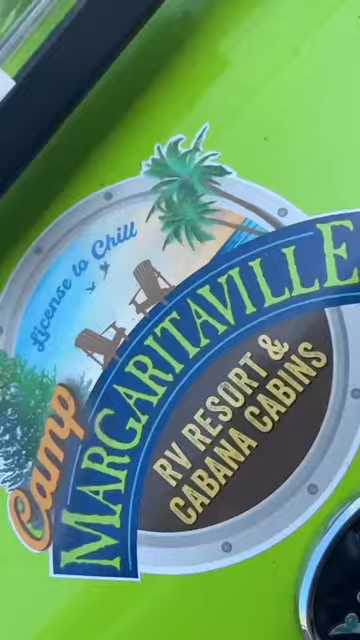 License to Chill
Camp
MARGARITAVILLE
RV RESORT &
CABANA CABINS